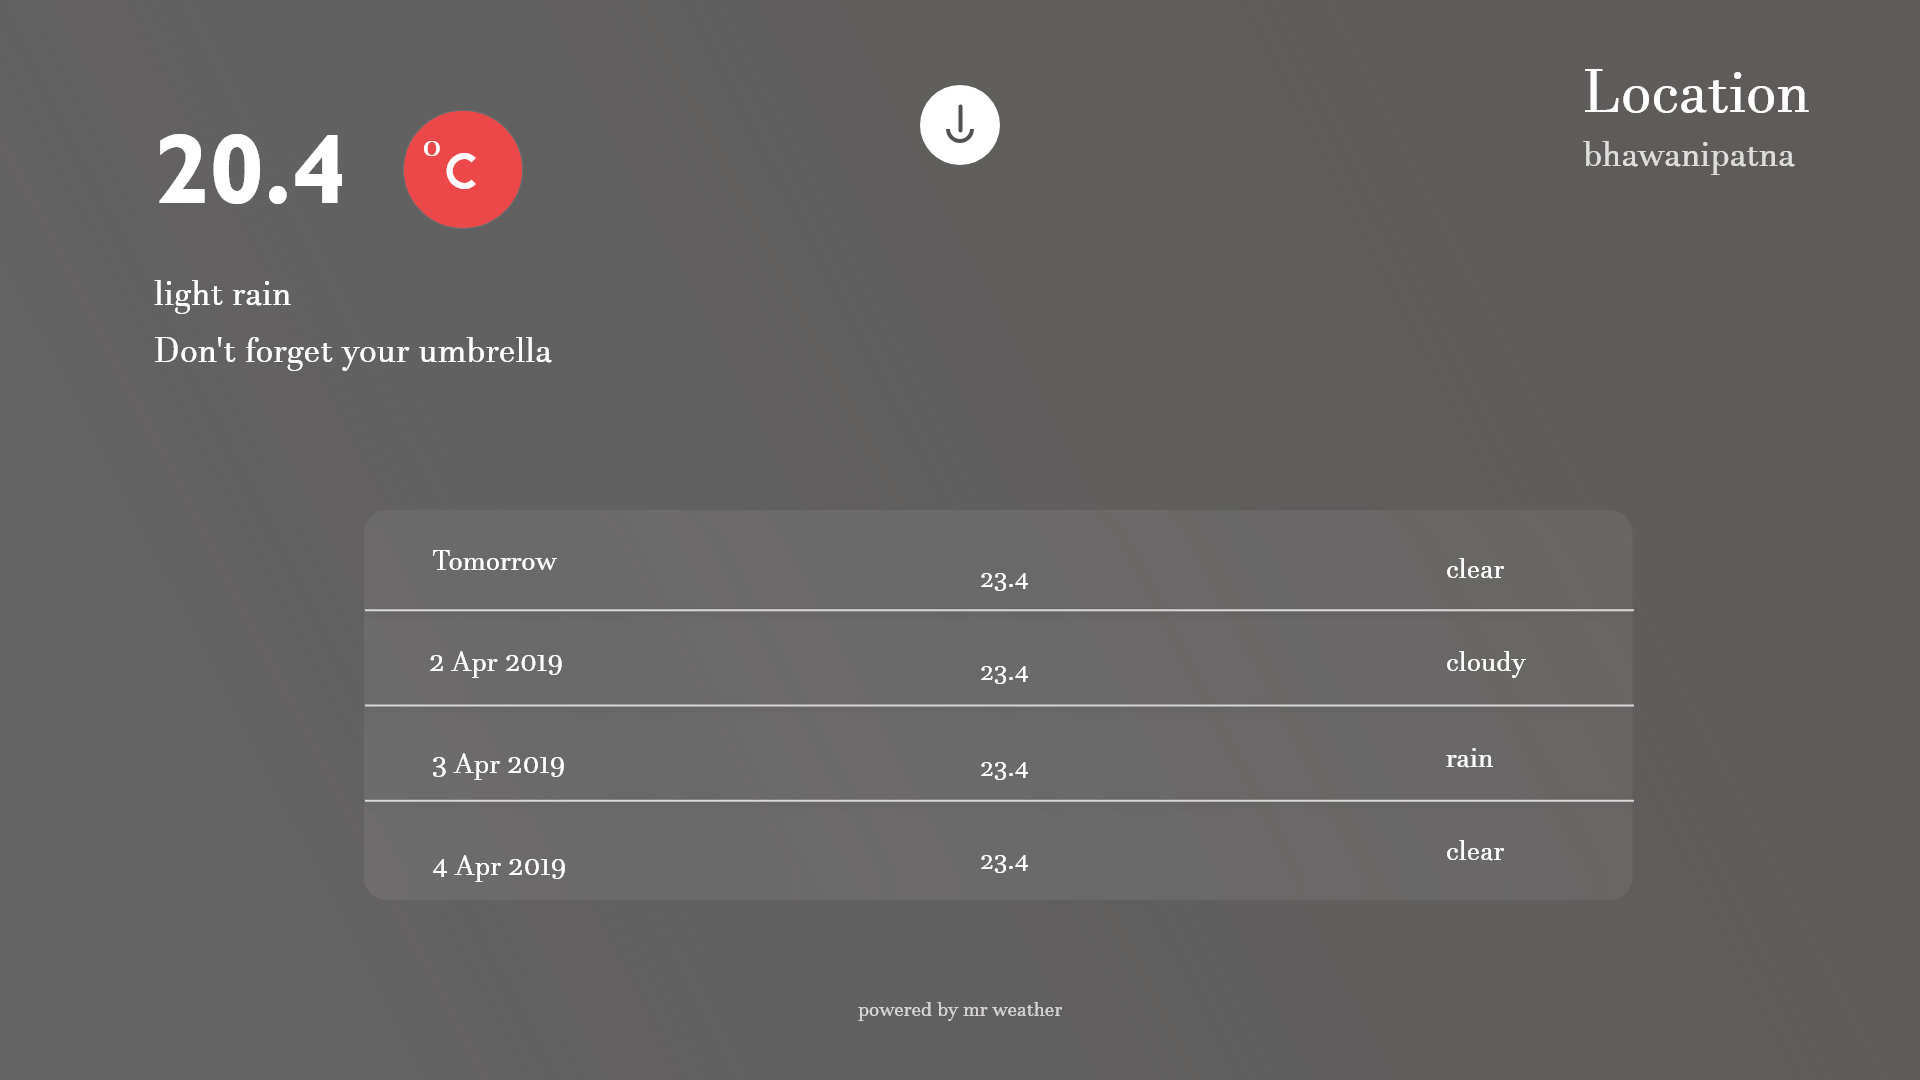 20.4 °C
Location
bhawanipatna
light rain
Don't forget your umbrella
Tomorrow 23.4 clear
2 Apr 2019 23.4 cloudy
3 Apr 2019 23.4 rain
4 Apr 2019 23.4 clear
powered by mr weather